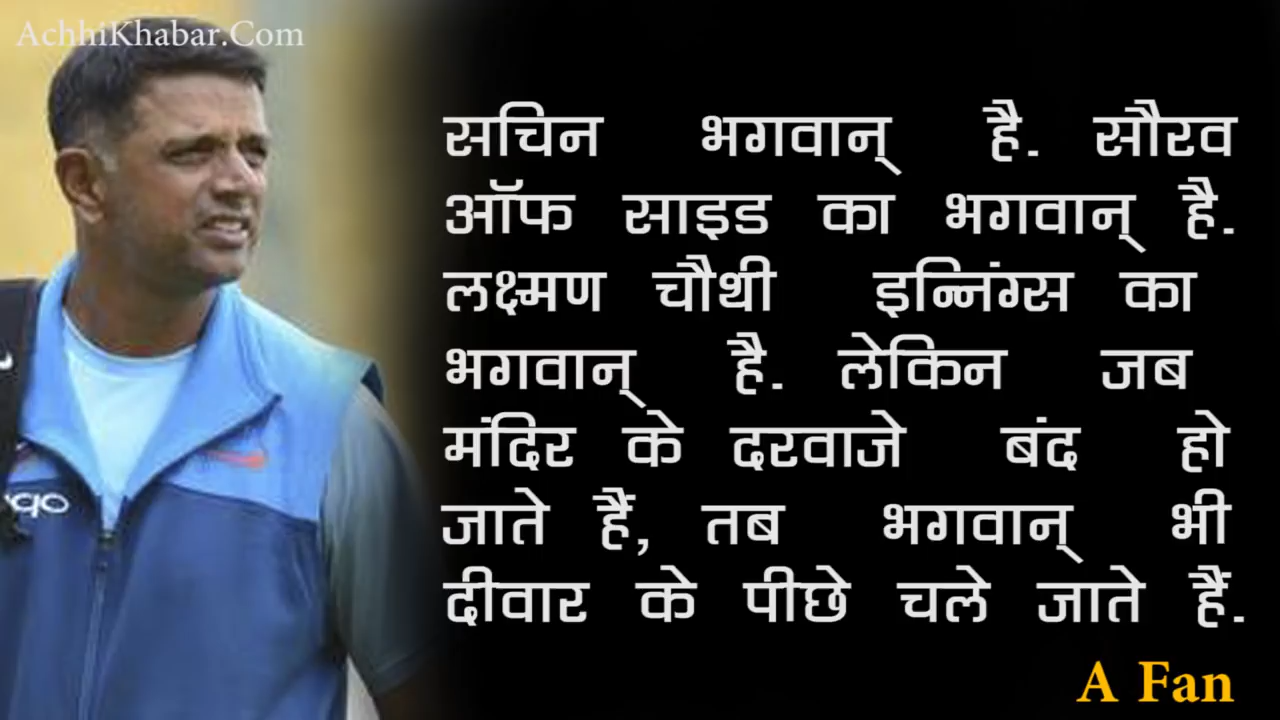 AchhiKhabar.Com
सचिन भगवान् है. सौरव
ऑफ साइड का भगवान् है.
लक्ष्मण चौथी इन्निंग्स का
भगवान् है. लेकिन जब
मंदिर के दरवाजे बंद हो
जाते हैं, तब भगवान् भी
दीवार के पीछे चले जाते हैं.
A Fan